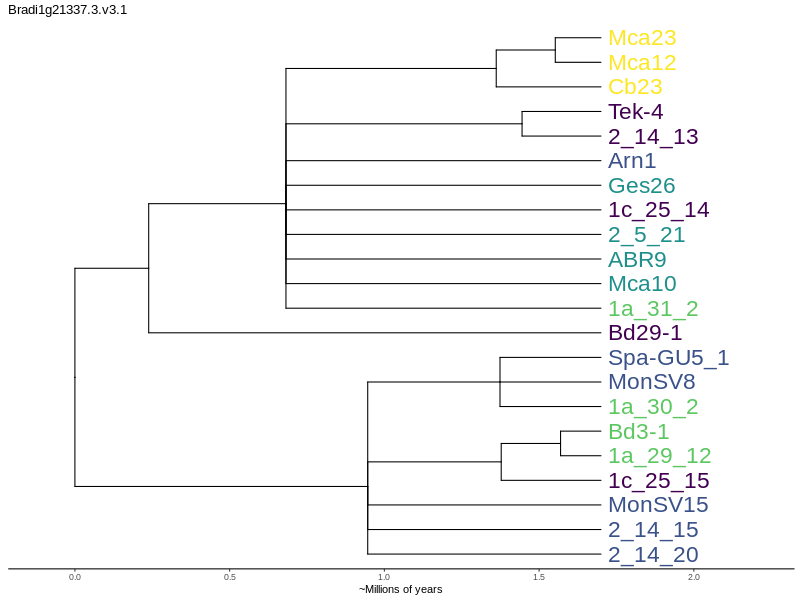 Bradi1g21337.3.v3.1
Mca23
Mca12
Cb23
Tek-4
2_14_13
Arn1
Ges26
1c_25_14
2_5_21
ABR9
Mca10
1a_31_2
Bd29-1
Spa-GU5_1
MonSV8
1a_30_2
Bd3-1
1a_29_12
1c_25_15
MonSV15
2_14_15
2_14_20
0.0 0.5 1.0 1.5 2.0
~Millions of years